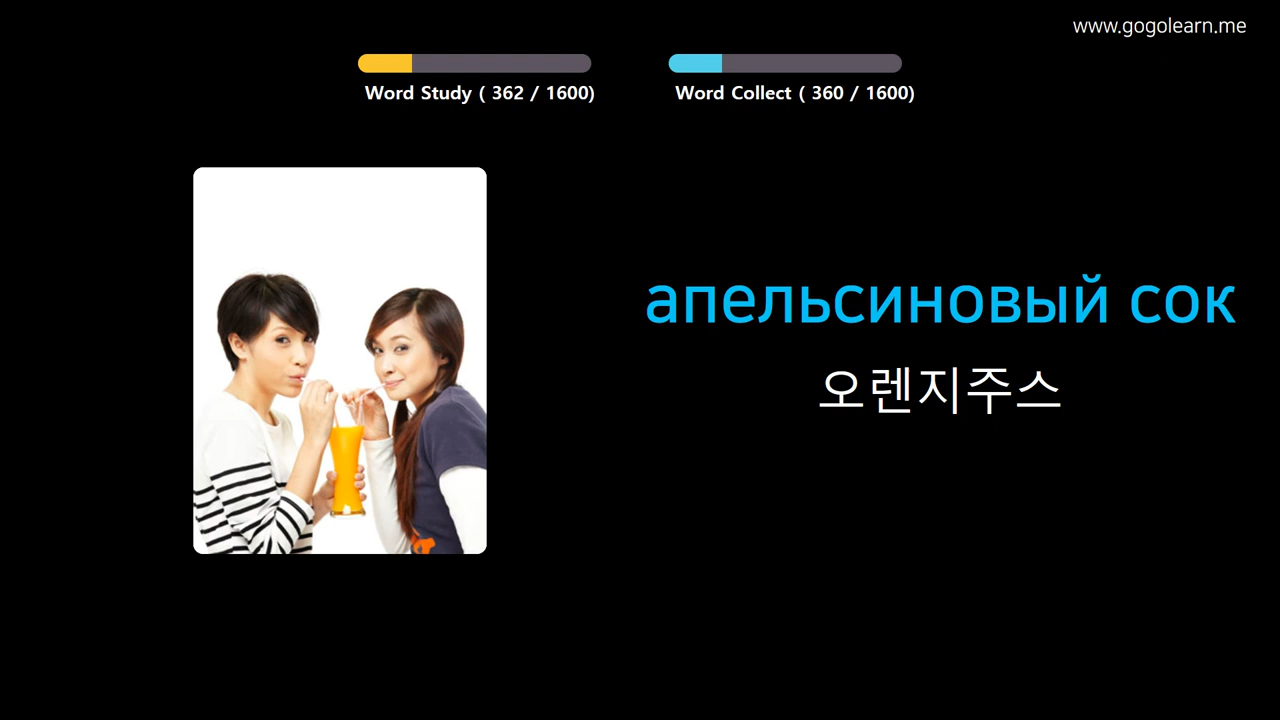 www.gogolearn.me
Word Study ( 362 / 1600)
Word Collect ( 360 / 1600)
апельсиновый сок
오렌지주스